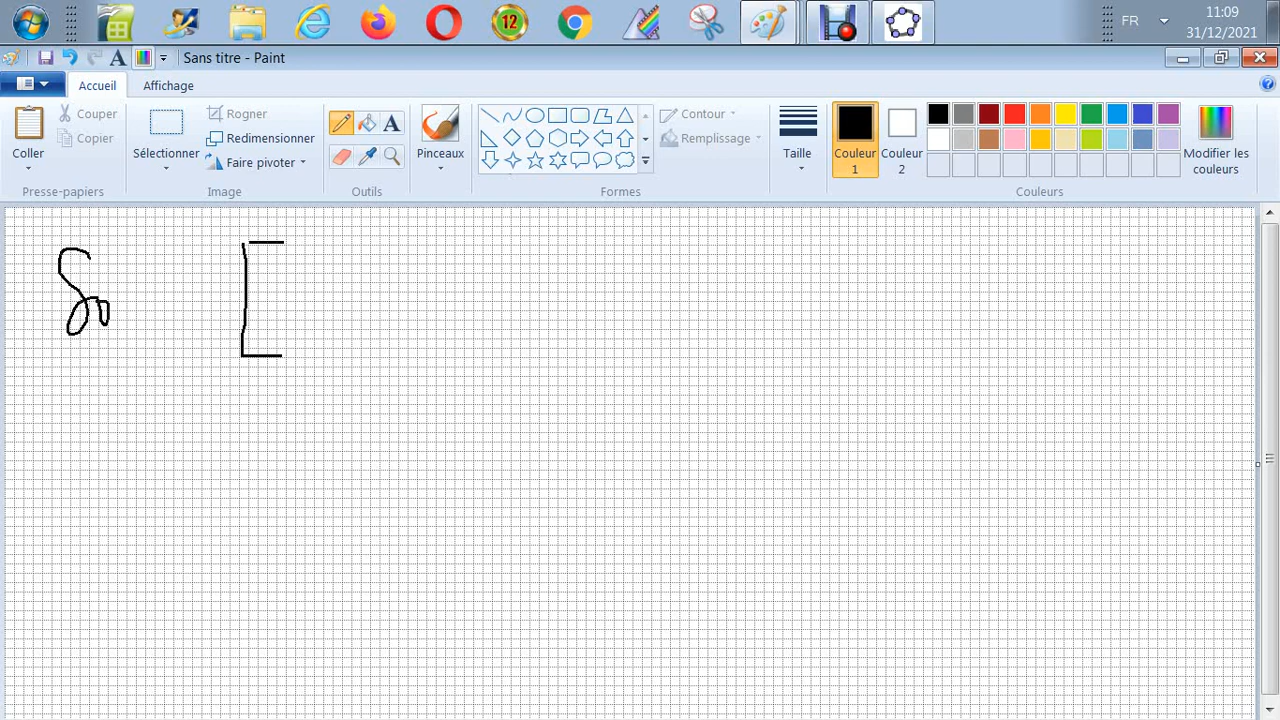 12
FR
11:09
31/12/2021
Sans titre - Paint
Accueil
Affichage
Coller
Couper
Copier
Presse-papiers
Sélectionner
Rogner
Redimensionner
Faire pivoter
Image
A
Outils
Pinceaux
Contour
Remplissage
Formes
Taille
Couleur 1
Couleur 2
Modifier les couleurs
Couleurs
[